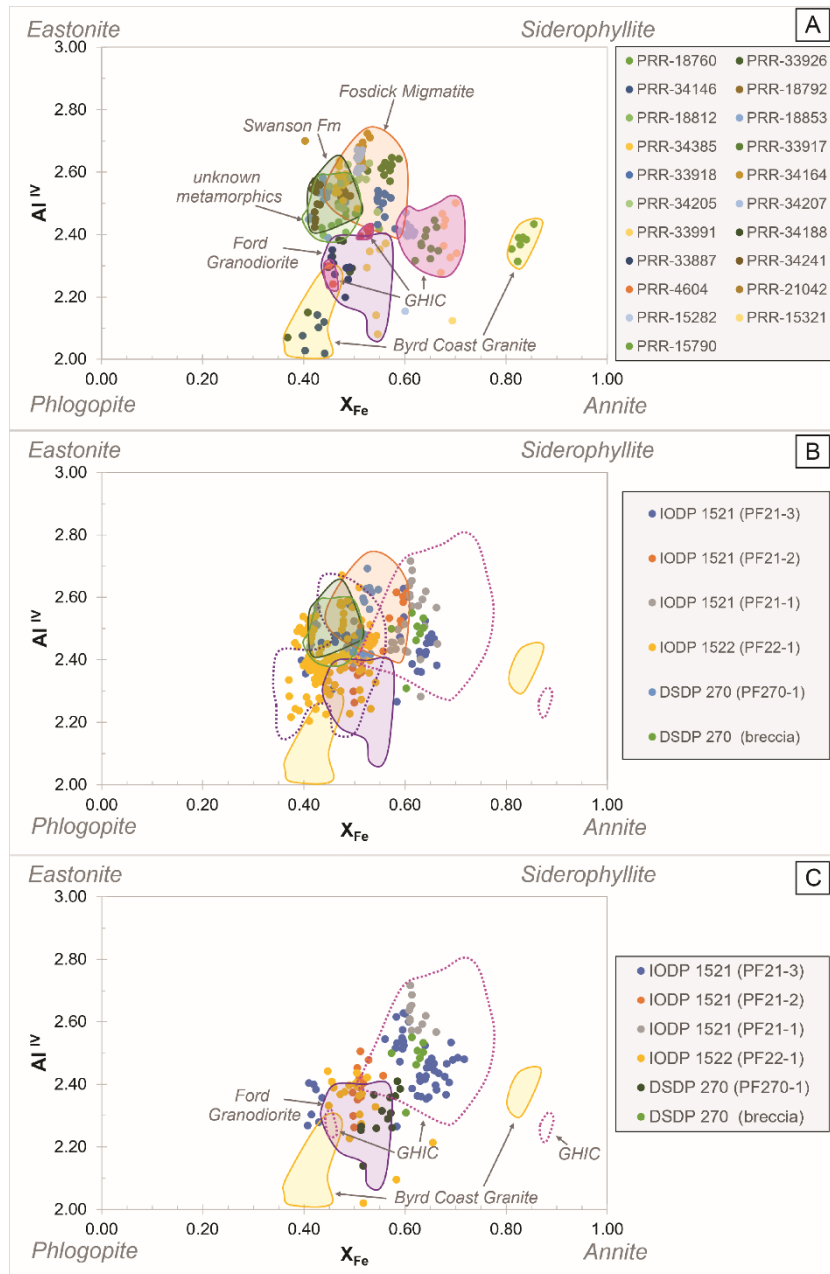 Eastonite
Siderophyllite
A
3.00
2.80
2.60
2.40
2.20
2.00
Al IV
Fosdick Migmatite
Swanson Fm
unknown
metamorphics
Ford
Granodiorite
GHIC
Byrd Coast Granite
PRR-18760 PRR-33926
PRR-34146 PRR-18792
PRR-18812 PRR-18853
PRR-34385 PRR-33917
PRR-33918 PRR-34164
PRR-34205 PRR-34207
PRR-33991 PRR-34188
PRR-33887 PRR-34241
PRR-4604 PRR-21042
PRR-15282 PRR-15321
PRR-15790
0.00 0.20 0.40 0.60 0.80 1.00
Phlogopite
XFe
Annite
Eastonite
Siderophyllite
B
3.00
2.80
2.60
2.40
2.20
2.00
Al IV
IODP 1521 (PF21-3)
IODP 1521 (PF21-2)
IODP 1521 (PF21-1)
IODP 1522 (PF22-1)
DSDP 270 (PF270-1)
DSDP 270 (breccia)
0.00 0.20 0.40 0.60 0.80 1.00
Phlogopite
XFe
Annite
Eastonite
Siderophyllite
C
3.00
2.80
2.60
2.40
2.20
2.00
Al IV
Ford
Granodiorite
GHIC
GHIC
Byrd Coast Granite
IODP 1521 (PF21-3)
IODP 1521 (PF21-2)
IODP 1521 (PF21-1)
IODP 1522 (PF22-1)
DSDP 270 (PF270-1)
DSDP 270 (breccia)
0.00 0.20 0.40 0.60 0.80 1.00
Phlogopite
XFe
Annite